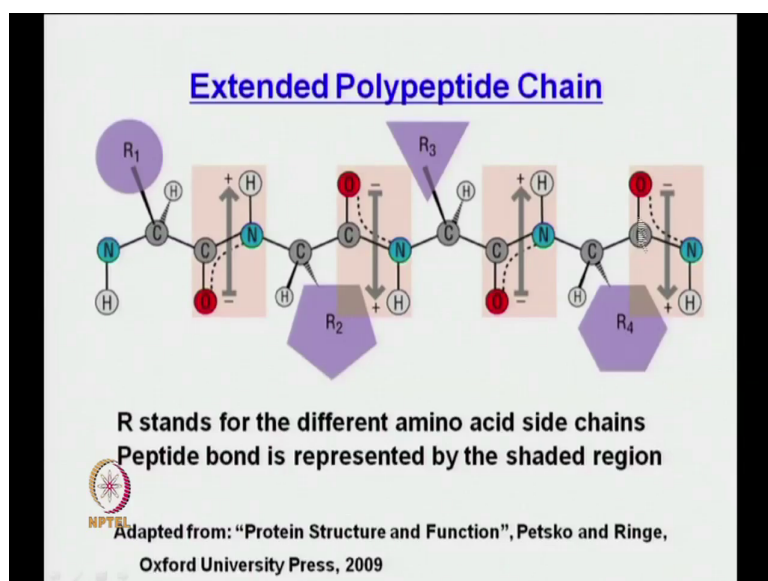 Extended Polypeptide Chain
R1 R3
H H O H H O
+ − + −
N C C N C C N C C N C C N
− + − +
H O H H O H H
R2 R4
R stands for the different amino acid side chains
Peptide bond is represented by the shaded region
NPTEL
Adapted from: “Protein Structure and Function”, Petsko and Ringe,
Oxford University Press, 2009